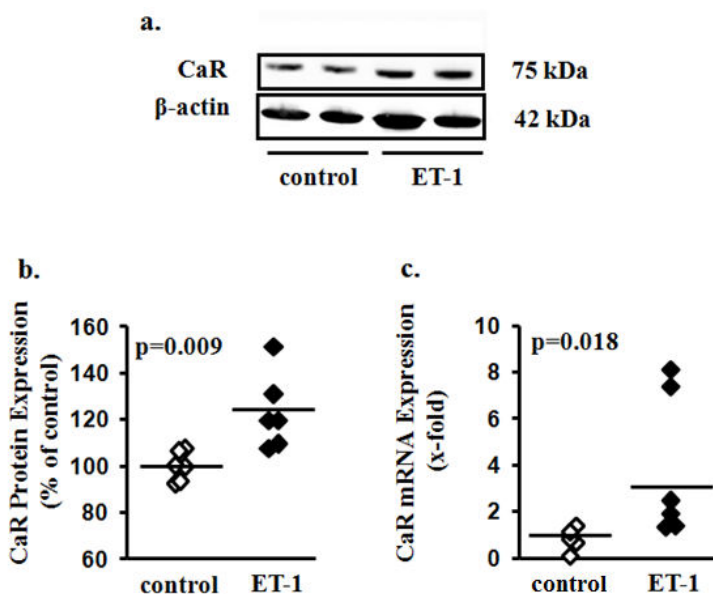 a.
CaR
75 kDa
β-actin
42 kDa
control
ET-1
b.
CaR Protein Expression
(% of control)
160
140
120
100
80
60
p=0.009
control
ET-1
c.
CaR mRNA Expression
(x-fold)
10
8
6
4
2
0
p=0.018
control
ET-1